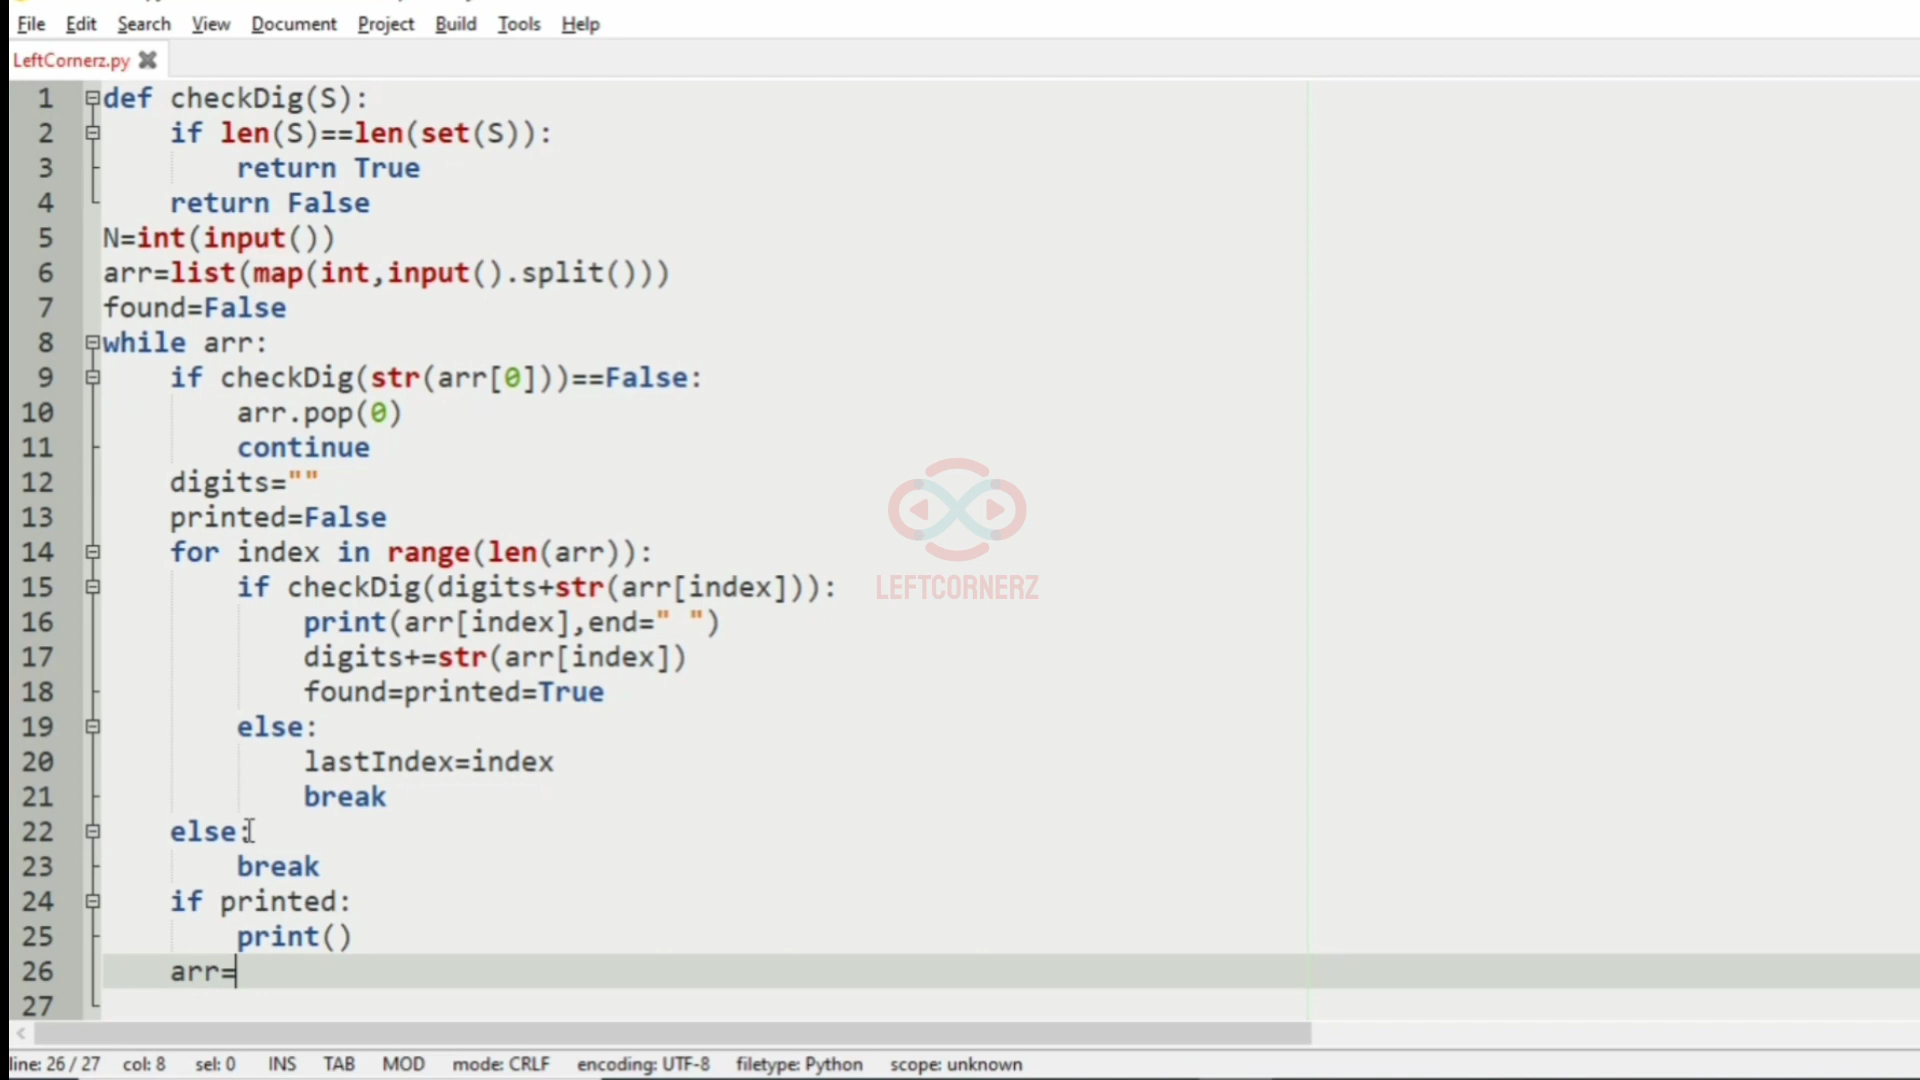 File Edit Search View Document Project Build Tools Help
LeftCornerz.py
1 def checkDig(S):
2     if len(S)==len(set(S)):
3         return True
4     return False
5 N=int(input())
6 arr=list(map(int,input().split()))
7 found=False
8 while arr:
9     if checkDig(str(arr[0]))==False:
10         arr.pop(0)
11         continue
12     digits=""
13     printed=False
14     for index in range(len(arr)):
15         if checkDig(digits+str(arr[index])):
16             print(arr[index],end=" ")
17             digits+=str(arr[index])
18             found=printed=True
19         else:
20             lastIndex=index
21             break
22     else:
23         break
24     if printed:
25         print()
26     arr=
27
LEFTCORNERZ
line: 26 / 27 col: 8 sel: 0 INS TAB MOD mode: CRLF encoding: UTF-8 filetype: Python scope: unknown